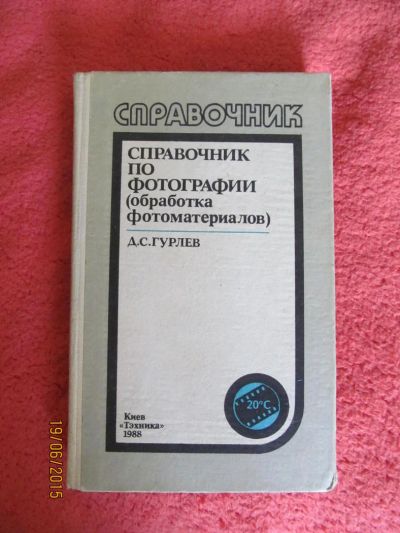 СПРАВОЧНИК
СПРАВОЧНИК
ПО
ФОТОГРАФИИ
(обработка
фотоматериалов)
Д.С.ГУРЛЕВ
20°С
Киев
«Тэхника»
1988
19/06/2015